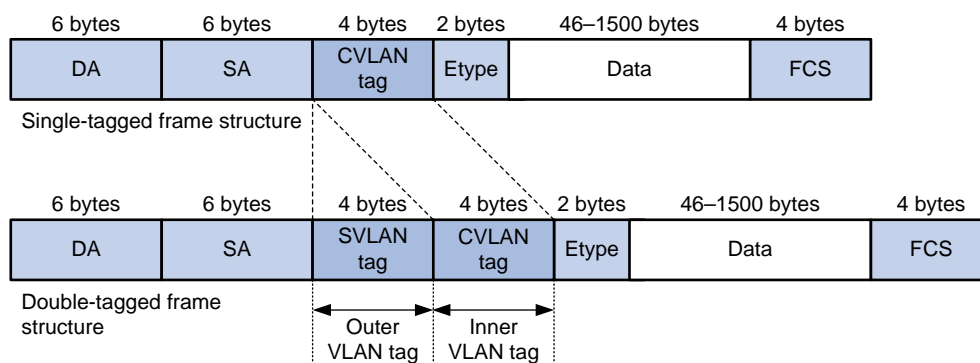 6 bytes 6 bytes 4 bytes 2 bytes 46–1500 bytes 4 bytes
DA SA CVLAN tag Etype Data FCS
Single-tagged frame structure
6 bytes 6 bytes 4 bytes 4 bytes 2 bytes 46–1500 bytes 4 bytes
DA SA SVLAN tag CVLAN tag Etype Data FCS
Double-tagged frame
structure
Outer
VLAN tag
Inner
VLAN tag